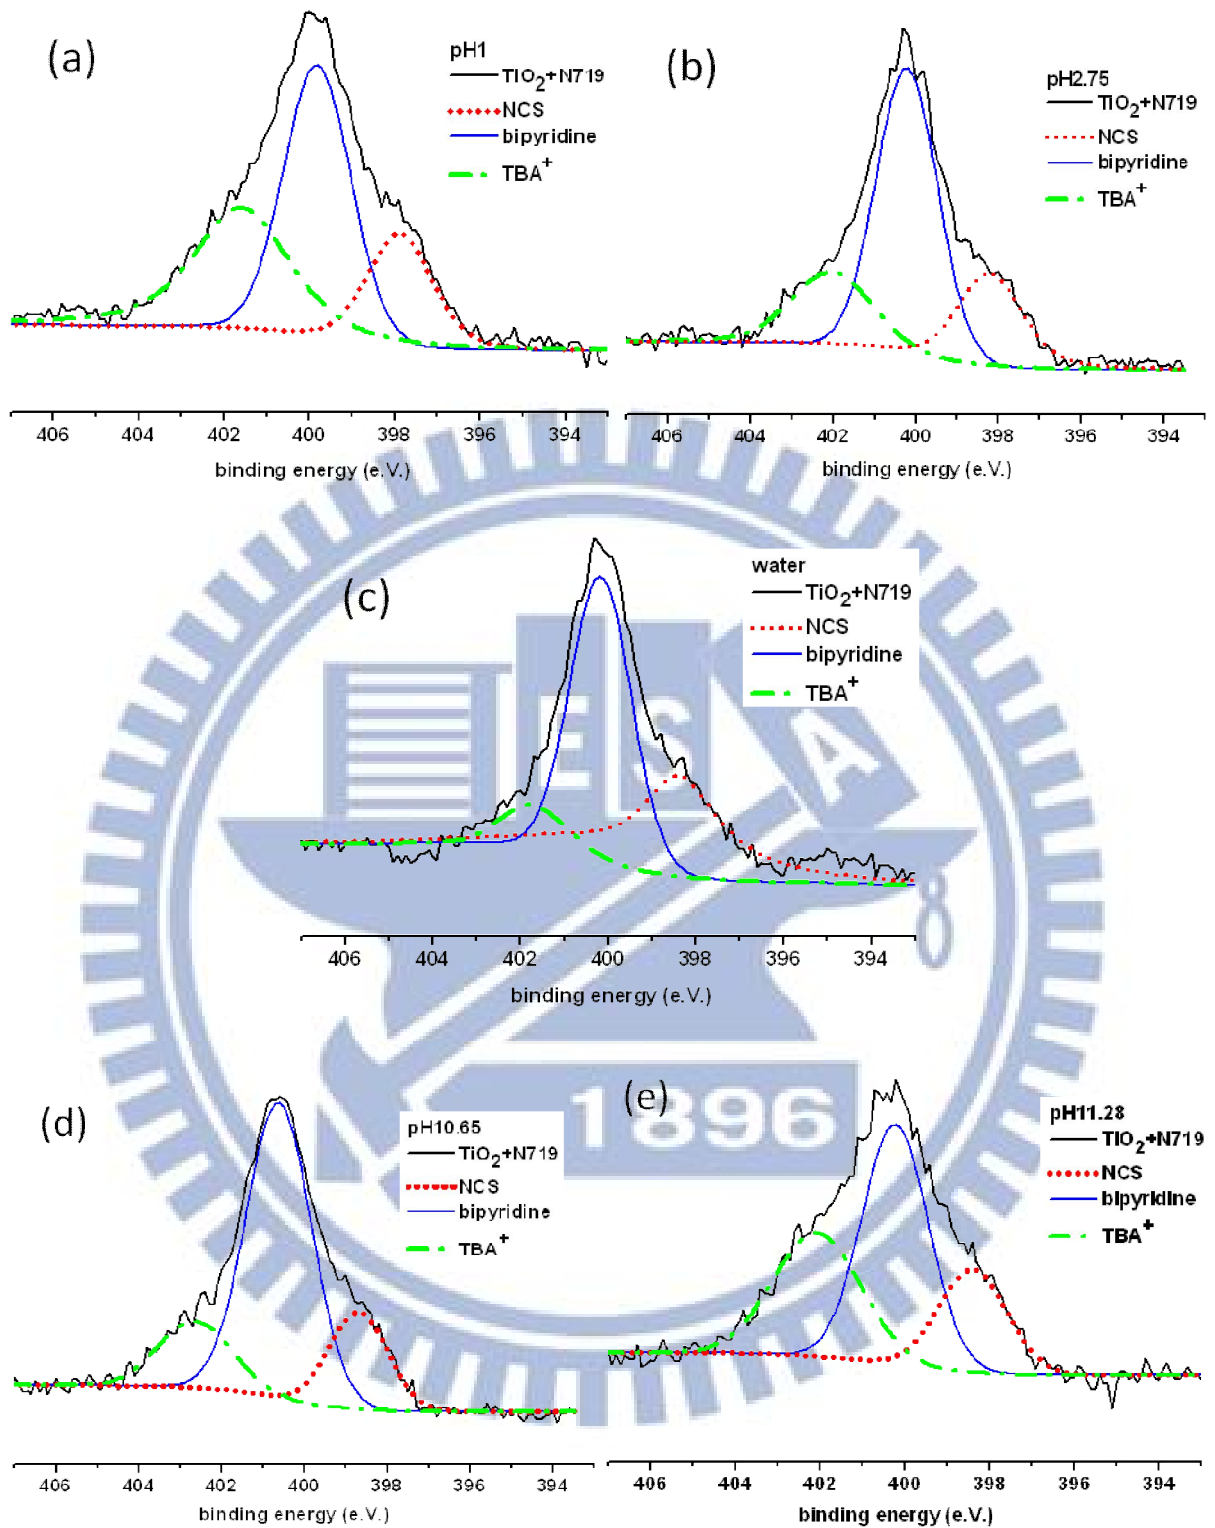 (a)
pH1
TiO2+N719
NCS
bipyridine
TBA+
406 404 402 400 398 396 394
binding energy (e.V.)
(b)
pH2.75
TiO2+N719
NCS
bipyridine
TBA+
406 404 402 400 398 396 394
binding energy (e.V.)
(c)
water
TiO2+N719
NCS
bipyridine
TBA+
E S A
406 404 402 400 398 396 394
binding energy (e.V.)
1896
(d)
pH10.65
TiO2+N719
NCS
bipyridine
TBA+
406 404 402 400 398 396 394
binding energy (e.V.)
(e)
pH11.28
TiO2+N719
NCS
bipyridine
TBA+
406 404 402 400 398 396 394
binding energy (e.V.)